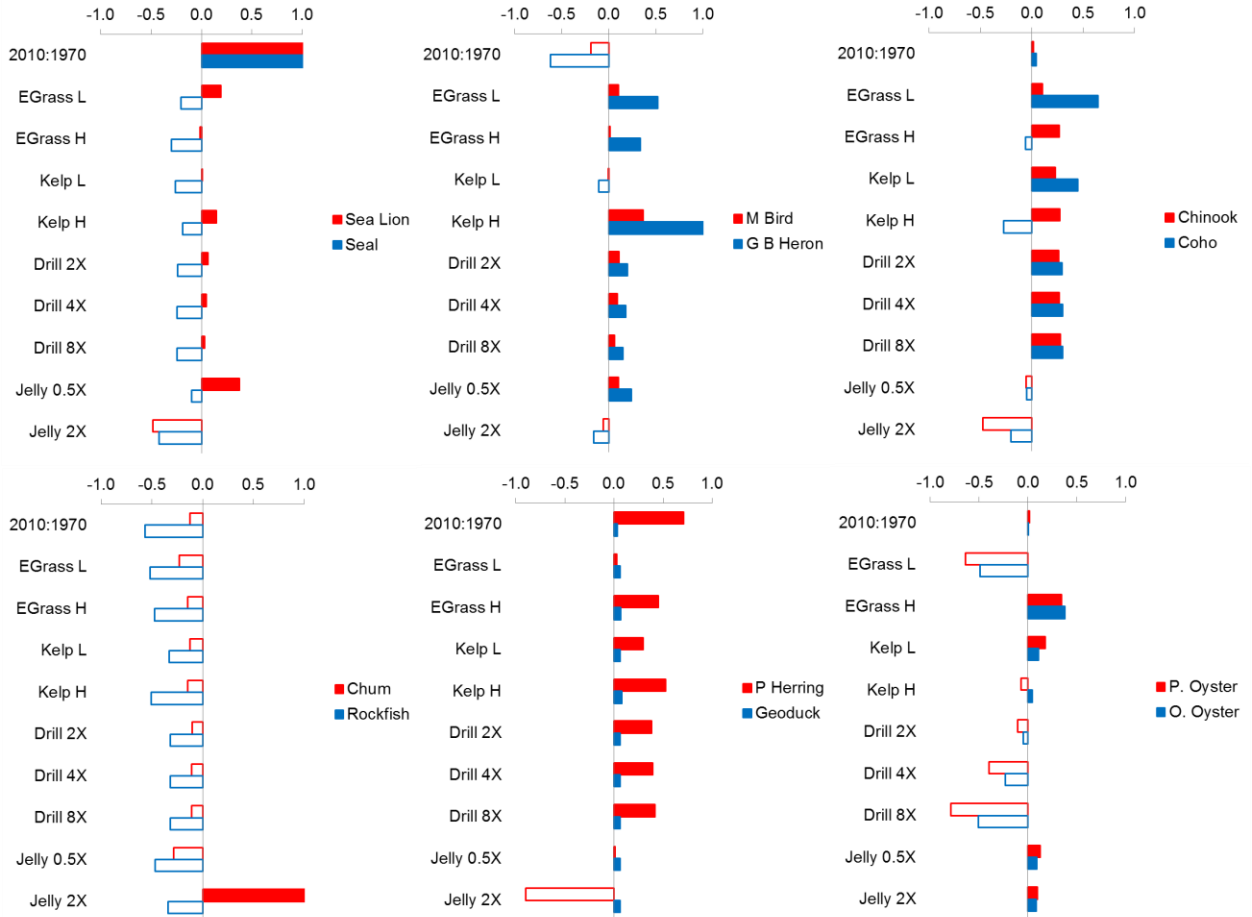 -1.0 -0.5 0.0 0.5 1.0
2010:1970
EGrass L
EGrass H
Kelp L
Kelp H
Drill 2X
Drill 4X
Drill 8X
Jelly 0.5X
Jelly 2X
Sea Lion
Seal
-1.0 -0.5 0.0 0.5 1.0
2010:1970
EGrass L
EGrass H
Kelp L
Kelp H
Drill 2X
Drill 4X
Drill 8X
Jelly 0.5X
Jelly 2X
M Bird
G B Heron
-1.0 -0.5 0.0 0.5 1.0
2010:1970
EGrass L
EGrass H
Kelp L
Kelp H
Drill 2X
Drill 4X
Drill 8X
Jelly 0.5X
Jelly 2X
Chinook
Coho
-1.0 -0.5 0.0 0.5 1.0
2010:1970
EGrass L
EGrass H
Kelp L
Kelp H
Drill 2X
Drill 4X
Drill 8X
Jelly 0.5X
Jelly 2X
Chum
Rockfish
-1.0 -0.5 0.0 0.5 1.0
2010:1970
EGrass L
EGrass H
Kelp L
Kelp H
Drill 2X
Drill 4X
Drill 8X
Jelly 0.5X
Jelly 2X
P Herring
Geoduck
-1.0 -0.5 0.0 0.5 1.0
2010:1970
EGrass L
EGrass H
Kelp L
Kelp H
Drill 2X
Drill 4X
Drill 8X
Jelly 0.5X
Jelly 2X
P. Oyster
O. Oyster